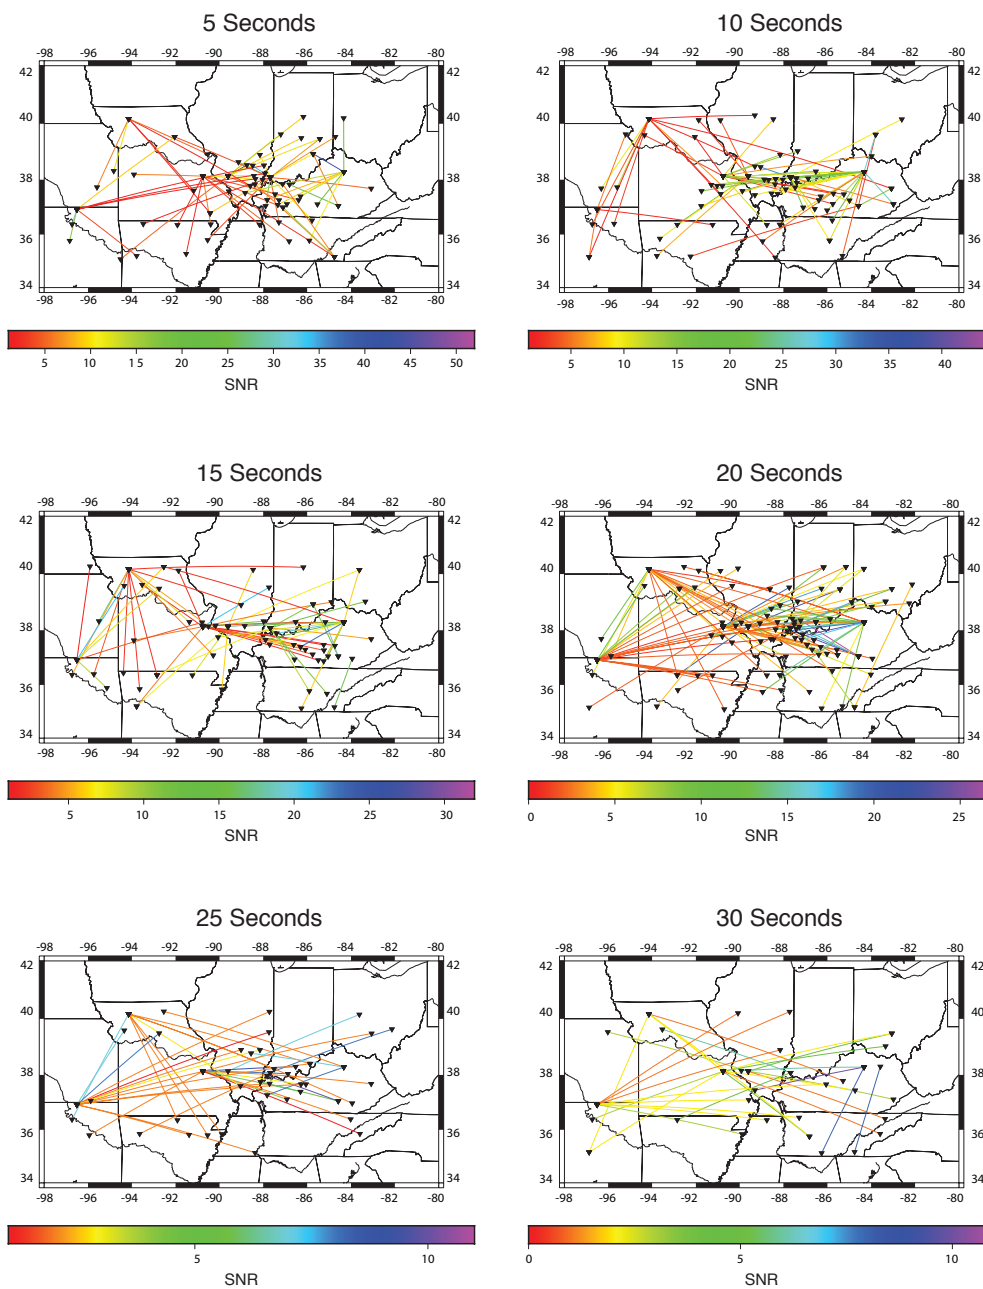 5 Seconds
10 Seconds
-98 -96 -94 -92 -90 -88 -86 -84 -82 -80
-98 -96 -94 -92 -90 -88 -86 -84 -82 -80
42 42 42 42
40 40 40 40
38 38 38 38
36 36 36 36
34 34 34 34
-98 -96 -94 -92 -90 -88 -86 -84 -82 -80
-98 -96 -94 -92 -90 -88 -86 -84 -82 -80
5 10 15 20 25 30 35 40 45 50
5 10 15 20 25 30 35 40
SNR
SNR
15 Seconds
20 Seconds
-98 -96 -94 -92 -90 -88 -86 -84 -82 -80
-98 -96 -94 -92 -90 -88 -86 -84 -82 -80
42 42 42 42
40 40 40 40
38 38 38 38
36 36 36 36
34 34 34 34
-98 -96 -94 -92 -90 -88 -86 -84 -82 -80
-98 -96 -94 -92 -90 -88 -86 -84 -82 -80
5 10 15 20 25 30
0 5 10 15 20 25
SNR
SNR
25 Seconds
30 Seconds
-98 -96 -94 -92 -90 -88 -86 -84 -82 -80
-98 -96 -94 -92 -90 -88 -86 -84 -82 -80
42 42 42 42
40 40 40 40
38 38 38 38
36 36 36 36
34 34 34 34
-98 -96 -94 -92 -90 -88 -86 -84 -82 -80
-98 -96 -94 -92 -90 -88 -86 -84 -82
5 10
0 5 10
SNR
SNR